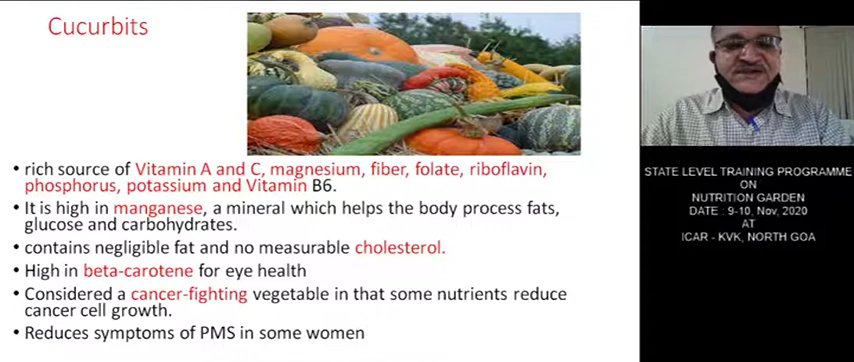 Cucurbits
• rich source of Vitamin A and C, magnesium, fiber, folate, riboflavin,
phosphorus, potassium and Vitamin B6.
• It is high in manganese, a mineral which helps the body process fats,
glucose and carbohydrates.
• contains negligible fat and no measurable cholesterol.
• High in beta-carotene for eye health
• Considered a cancer-fighting vegetable in that some nutrients reduce
cancer cell growth.
• Reduces symptoms of PMS in some women
STATE LEVEL TRAINING PROGRAMME
ON
NUTRITION GARDEN
DATE : 9-10, Nov, 2020
AT
ICAR - KVK, NORTH GOA